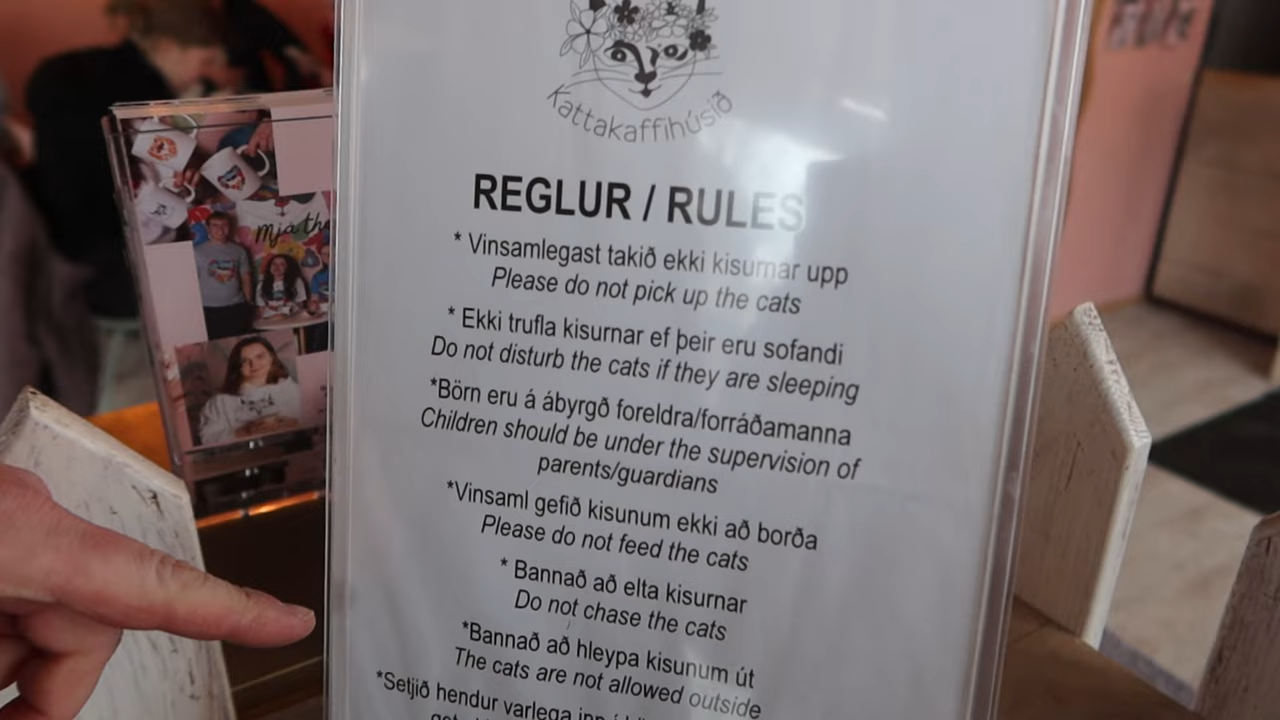 Kattakaffihúsið
REGLUR / RULES
* Vinsamlegast takið ekki kisurnar upp
Please do not pick up the cats
* Ekki trufla kisurnar ef þeir eru sofandi
Do not disturb the cats if they are sleeping
*Börn eru á ábyrgð foreldra/forráðamanna
Children should be under the supervision of
parents/guardians
*Vinsaml gefið kisunum ekki að borða
Please do not feed the cats
* Bannað að elta kisurnar
Do not chase the cats
*Bannað að hleypa kisunum út
The cats are not allowed outside
*Setjið hendur varlega inn í
Mjá